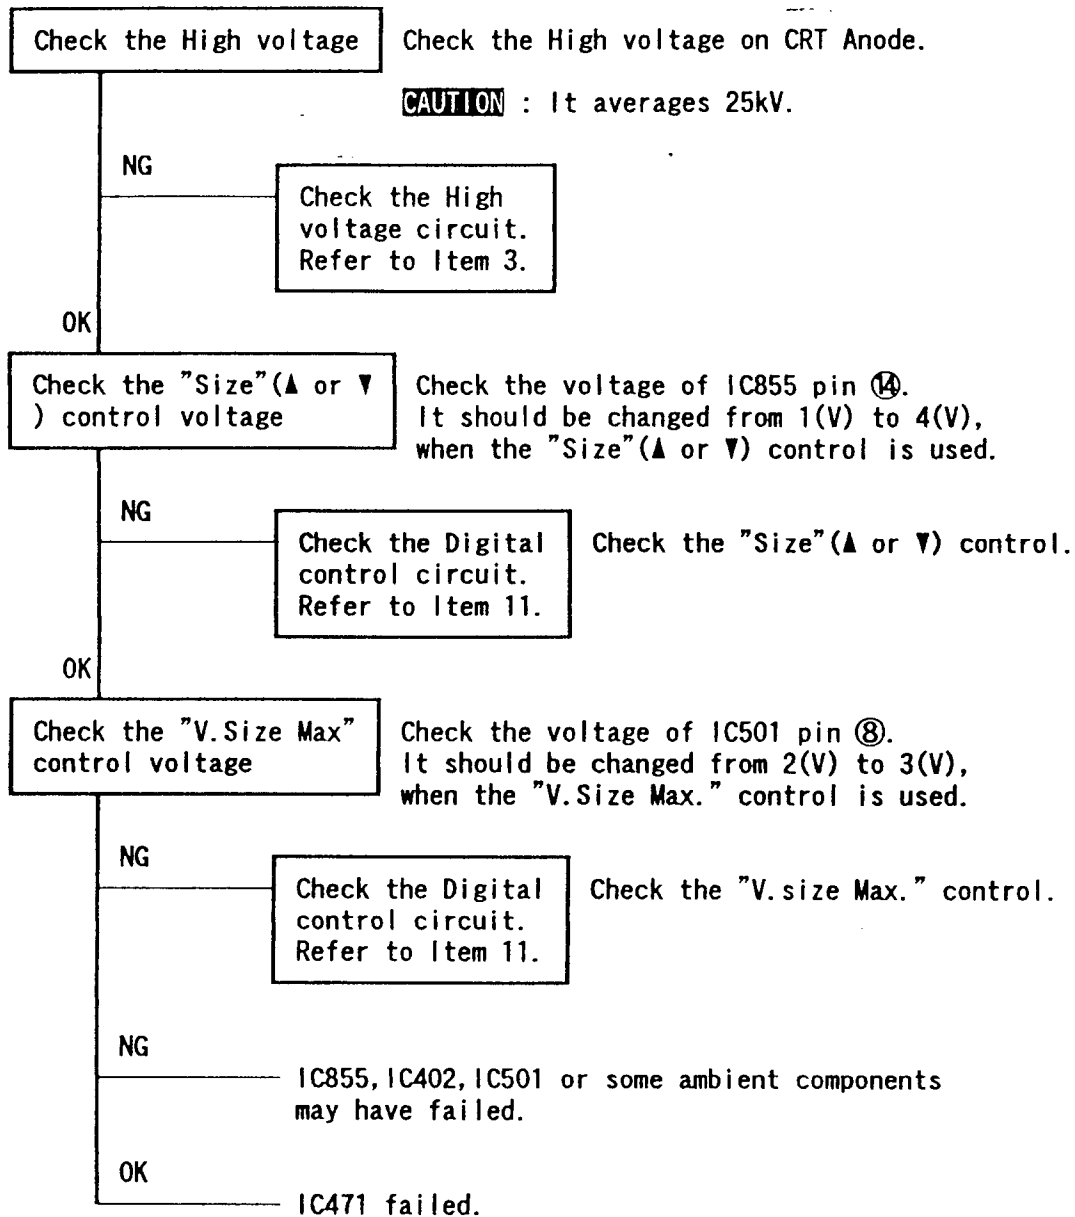 Check the High voltage
Check the High voltage on CRT Anode.
CAUTION : It averages 25kV.
NG
Check the High
voltage circuit.
Refer to Item 3.
OK
Check the "Size"(▲ or ▼
) control voltage
Check the voltage of IC855 pin ⑭.
It should be changed from 1(V) to 4(V),
when the "Size"(▲ or ▼) control is used.
NG
Check the Digital
control circuit.
Refer to Item 11.
Check the "Size"(▲ or ▼) control.
OK
Check the "V.Size Max"
control voltage
Check the voltage of IC501 pin ⑧.
It should be changed from 2(V) to 3(V),
when the "V.Size Max." control is used.
NG
Check the Digital
control circuit.
Refer to Item 11.
Check the "V.size Max." control.
NG
IC855,IC402,IC501 or some ambient components
may have failed.
OK
IC471 failed.